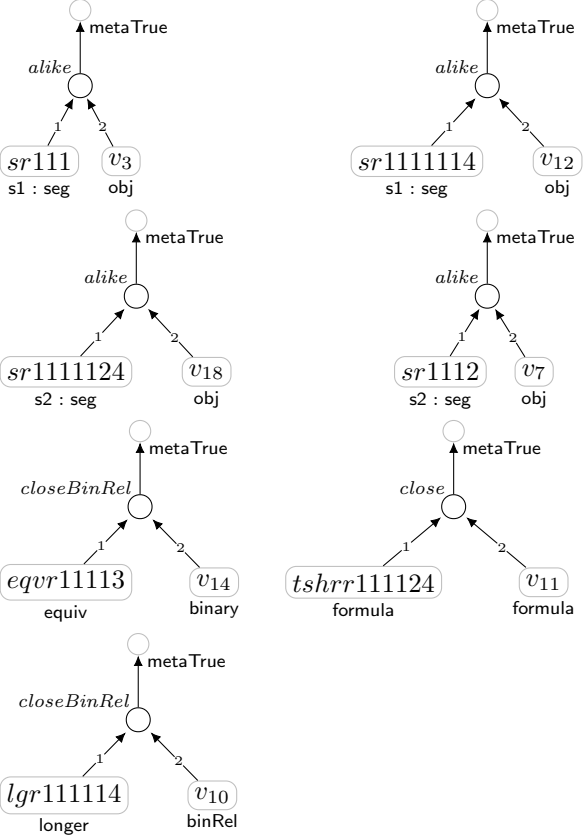 metaTrue metaTrue
alike alike
1 2 1 2
sr111 v3 sr1111114 v12
s1 : seg obj s1 : seg obj
metaTrue metaTrue
alike alike
1 2 1 2
sr1111124 v18 sr1112 v7
s2 : seg obj s2 : seg obj
metaTrue metaTrue
closeBinRel close
1 2 1 2
eqvr11113 v14 tshrr111124 v11
equiv binary formula formula
metaTrue
closeBinRel
1 2
lgr111114 v10
longer binRel